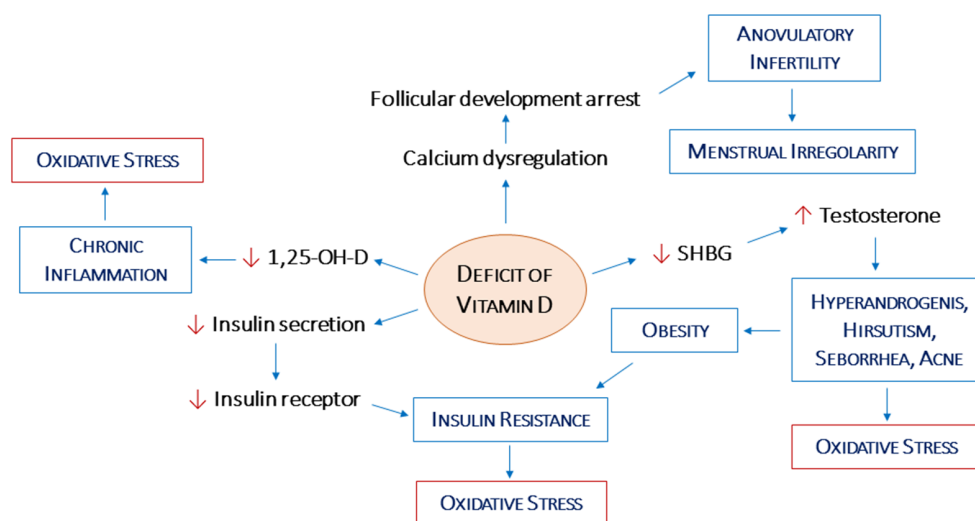 ANOVULATORY
INFERTILITY
Follicular development arrest
MENSTRUAL IRREGOLARITY
Calcium dysregulation
OXIDATIVE STRESS
↑ Testosterone
CHRONIC
INFLAMMATION
↓ 1,25-OH-D
DEFICIT OF
VITAMIN D
↓ SHBG
↓ Insulin secretion
OBESITY
HYPERANDROGENIS,
HIRSUTISM,
SEBORRHEA, ACNE
↓ Insulin receptor
INSULIN RESISTANCE
OXIDATIVE STRESS
OXIDATIVE STRESS